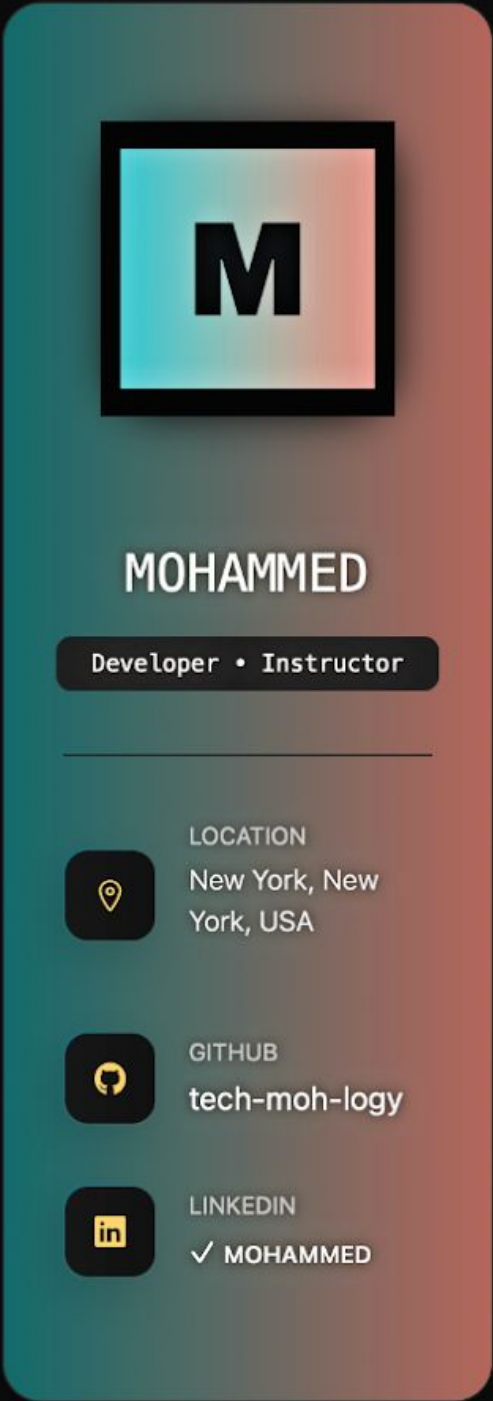 M
MOHAMMED
Developer • Instructor
LOCATION
New York, New
York, USA
GITHUB
tech-moh-logy
in
LINKEDIN
✓ MOHAMMED